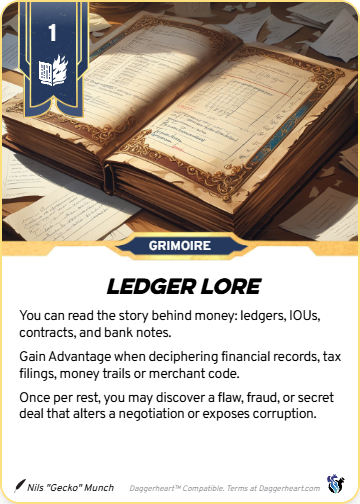 1
GRIMOIRE
LEDGER LORE
You can read the story behind money: ledgers, IOUs,
contracts, and bank notes.
Gain Advantage when deciphering financial records, tax
filings, money trails or merchant code.
Once per rest, you may discover a flaw, fraud, or secret
deal that alters a negotiation or exposes corruption.
Nils "Gecko" Munch
Daggerheart™ Compatible. Terms at Daggerheart.com